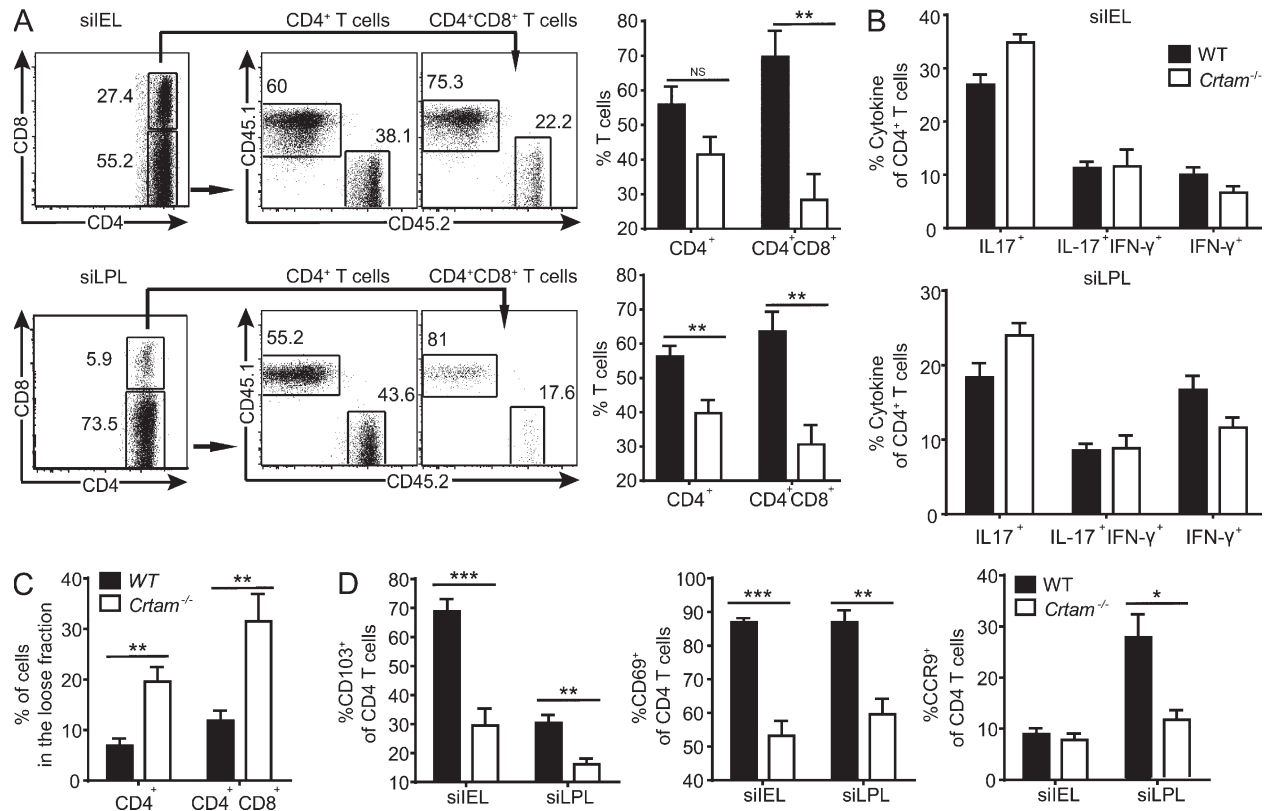 A
siIEL
CD4⁺ T cells
CD4⁺CD8⁺ T cells
CD8
27.4
55.2
CD4
60
38.1
75.3
22.2
CD45.1
CD45.2
% T cells
80
70
60
50
40
30
20
NS
**
CD4⁺
CD4⁺CD8⁺
siLPL
CD4⁺ T cells
CD4⁺CD8⁺ T cells
CD8
5.9
73.5
CD4
55.2
43.6
81
17.6
CD45.1
CD45.2
% T cells
80
70
60
50
40
30
20
**
**
CD4⁺
CD4⁺CD8⁺
B
siIEL
WT
Crtam⁻/⁻
% Cytokine
of CD4⁺ T cells
40
30
20
10
0
IL17⁺
IL-17⁺IFN-γ⁺
IFN-γ⁺
siLPL
% Cytokine
of CD4⁺ T cells
30
20
10
0
IL17⁺
IL-17⁺IFN-γ⁺
IFN-γ⁺
C
WT
Crtam⁻/⁻
% of cells
in the loose fraction
40
30
20
10
0
**
**
CD4⁺
CD4⁺ CD8⁺
D
%CD103⁺
of CD4 T cells
80
70
60
50
40
30
20
10
***
**
siIEL
siLPL
%CD69⁺
of CD4 T cells
100
90
80
70
60
50
40
***
**
siIEL
siLPL
%CCR9⁺
of CD4 T cells
40
30
20
10
0
WT
Crtam⁻/⁻
*
siIEL
siLPL